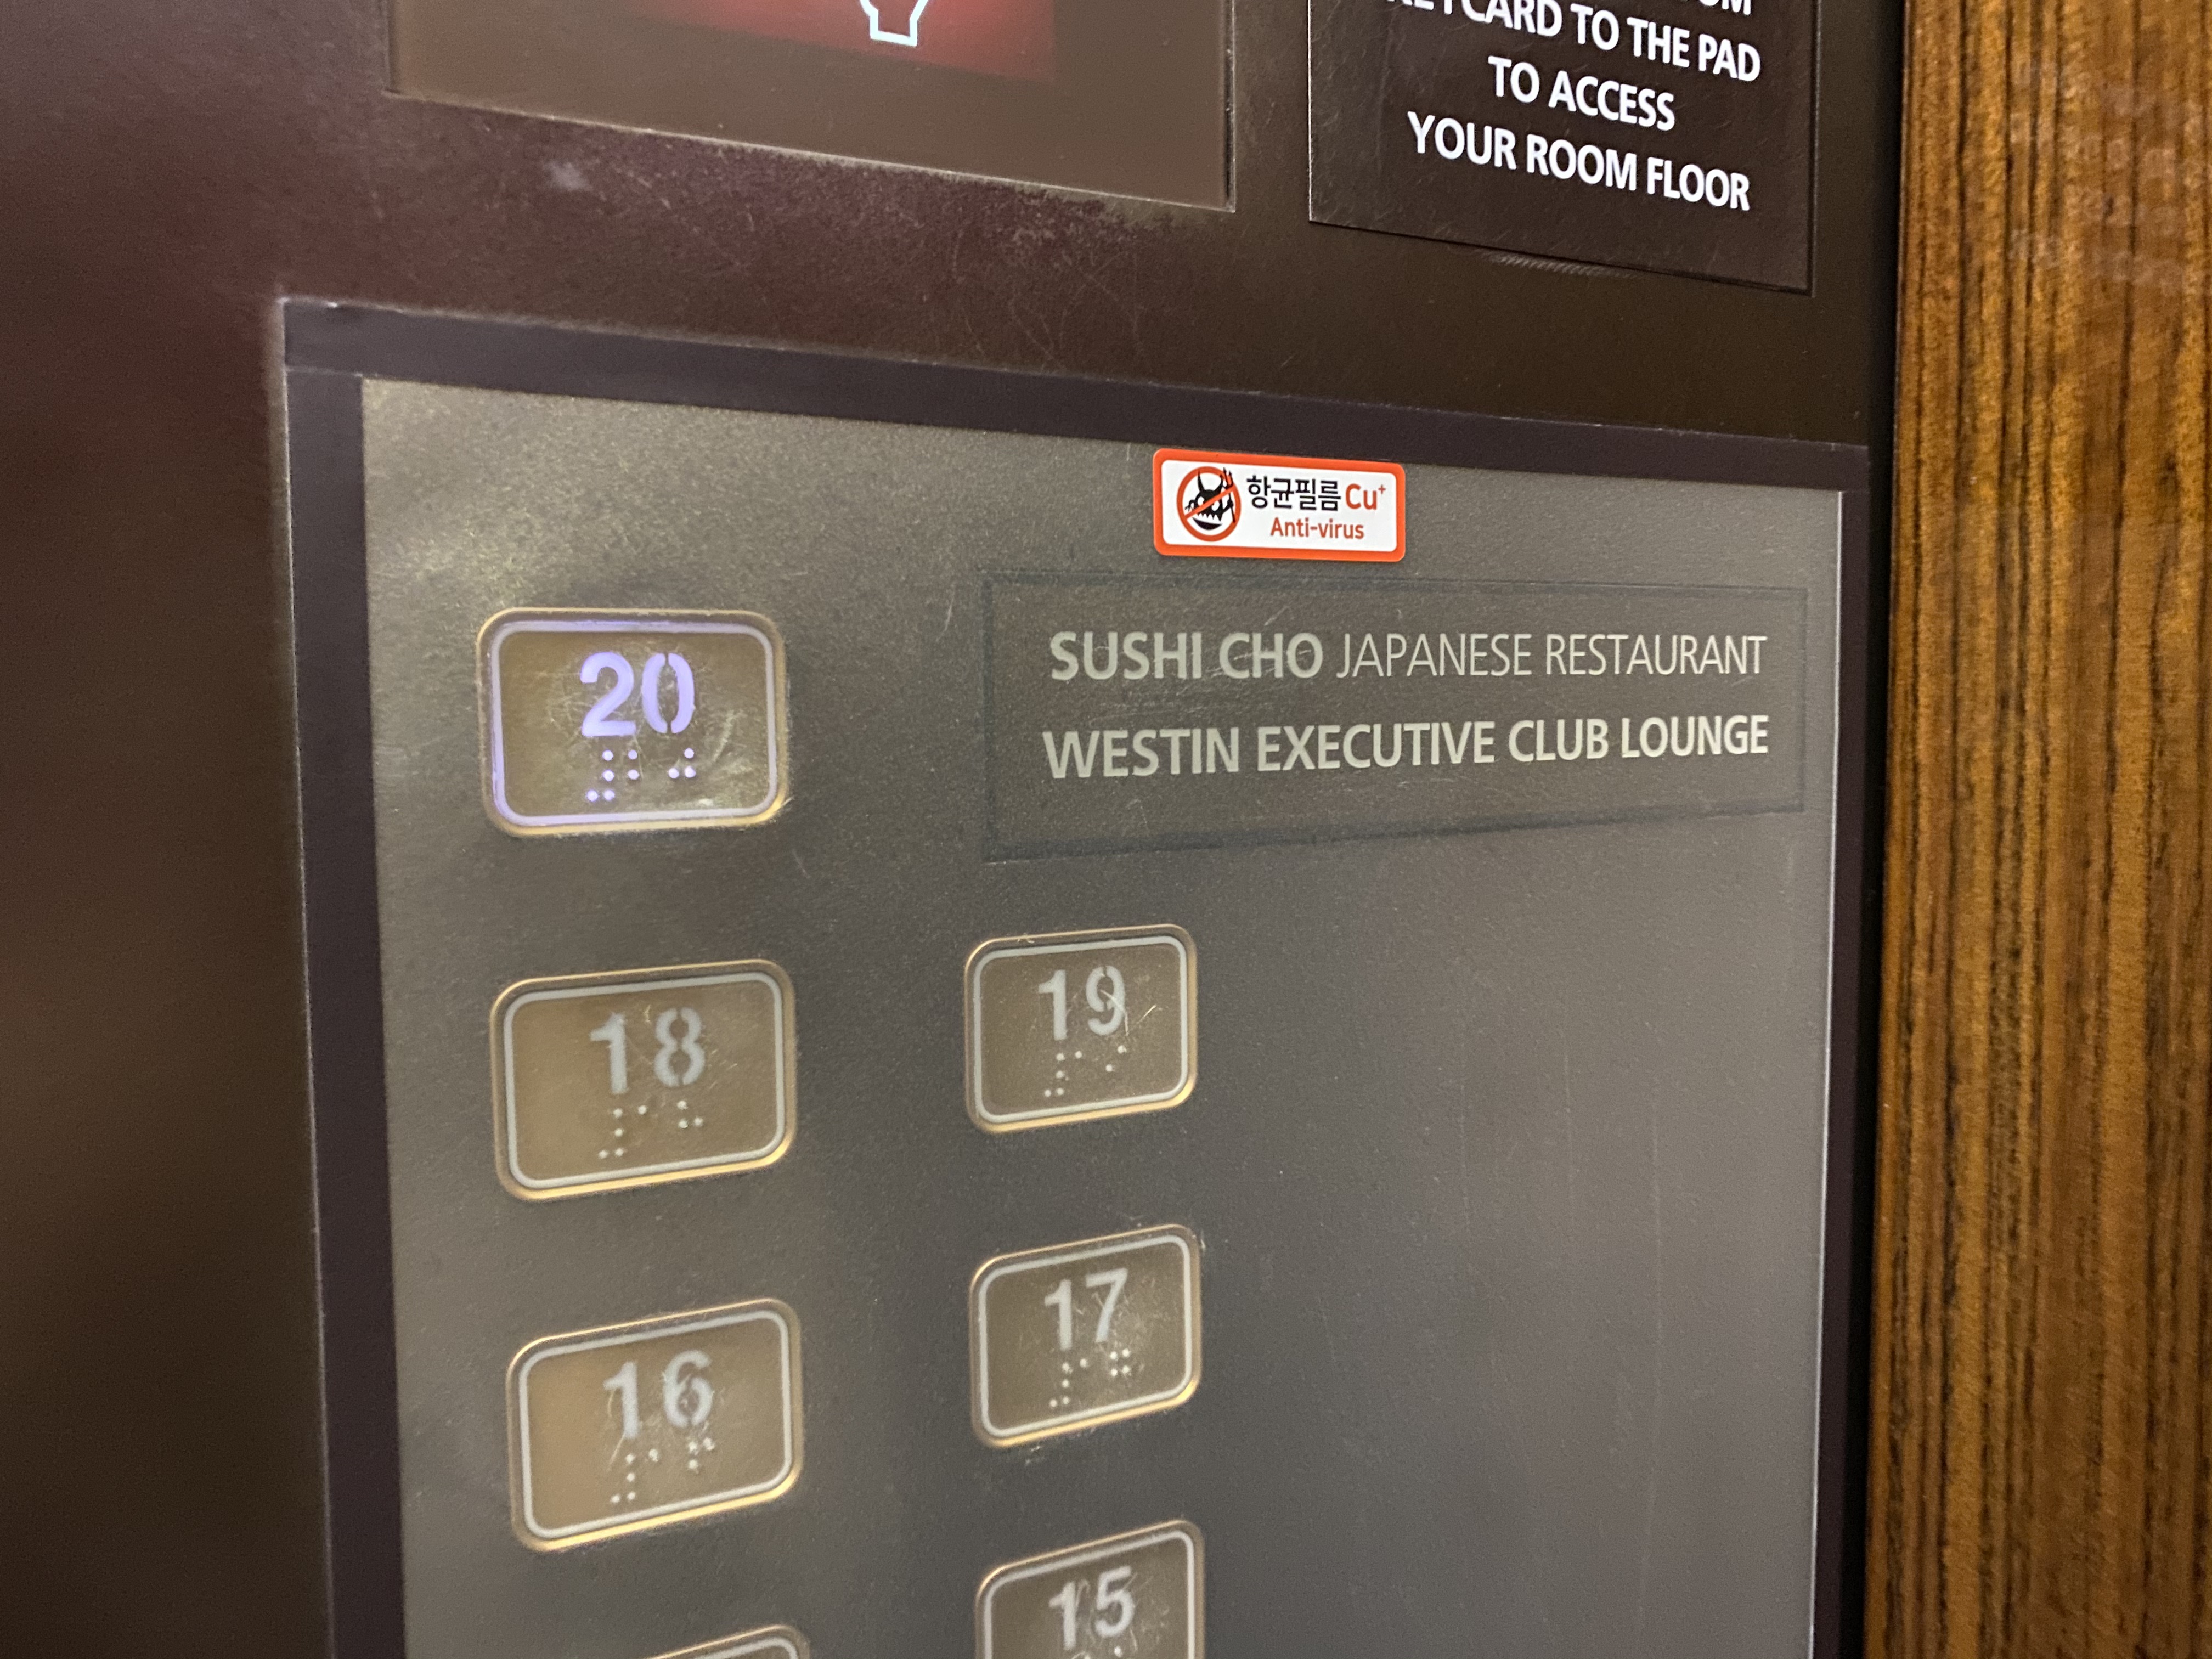 CARD TO THE PAD
TO ACCESS
YOUR ROOM FLOOR
항균필름 Cu⁺
Anti-virus
SUSHI CHO JAPANESE RESTAURANT
WESTIN EXECUTIVE CLUB LOUNGE
20
18
19
16
17
15